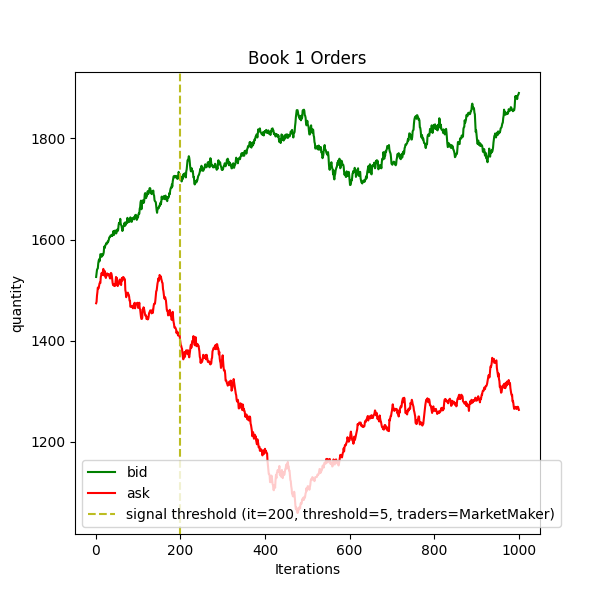 Book 1 Orders
quantity
1800
1600
1400
1200
bid
ask
signal threshold (it=200, threshold=5, traders=MarketMaker)
0 200 400 600 800 1000
Iterations